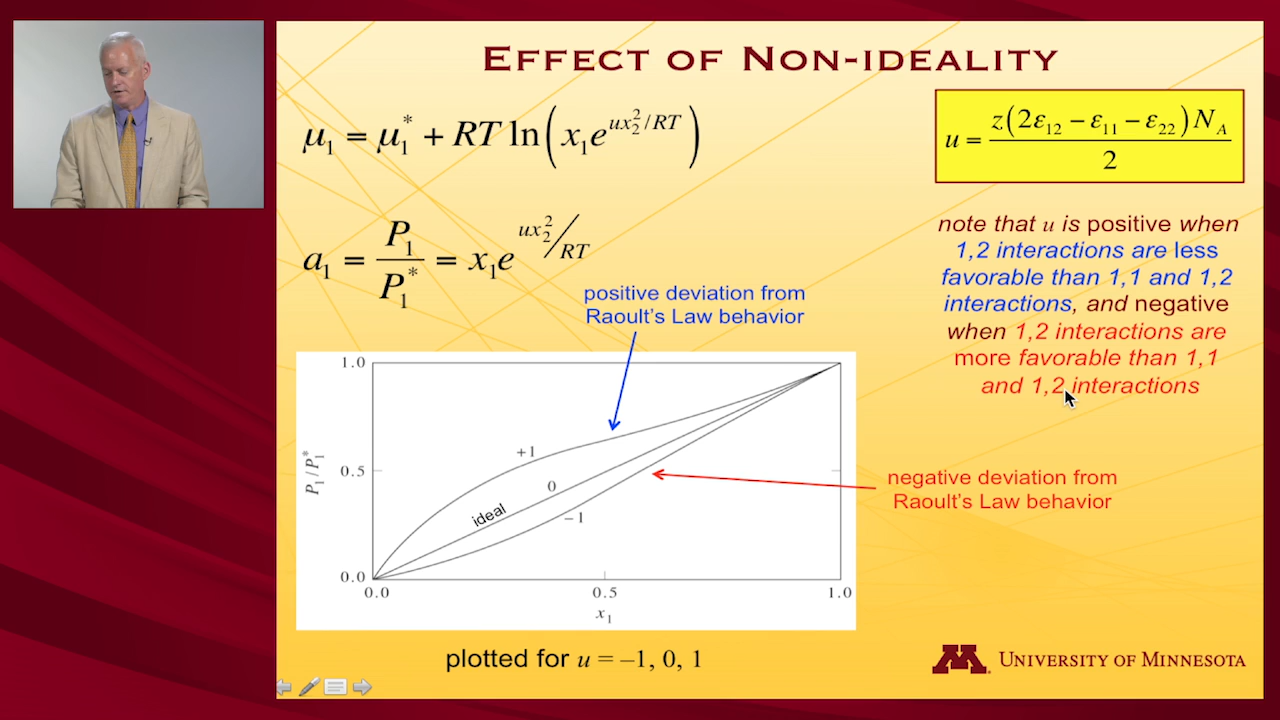 EFFECT OF NON-IDEALITY
μ₁ = μ₁* + RT ln(x₁e^{ux₂²/RT})
u = z(2ε₁₂ − ε₁₁ − ε₂₂)N_A / 2
a₁ = P₁/P₁* = x₁e^{ux₂²/RT}
note that u is positive when
1,2 interactions are less
favorable than 1,1 and 1,2
interactions, and negative
when 1,2 interactions are
more favorable than 1,1
and 1,2 interactions
positive deviation from
Raoult's Law behavior
1.0
0.5
0.0
P₁/P₁*
+1
0
ideal
−1
0.0
0.5
1.0
x₁
negative deviation from
Raoult's Law behavior
plotted for u = –1, 0, 1
M
UNIVERSITY OF MINNESOTA